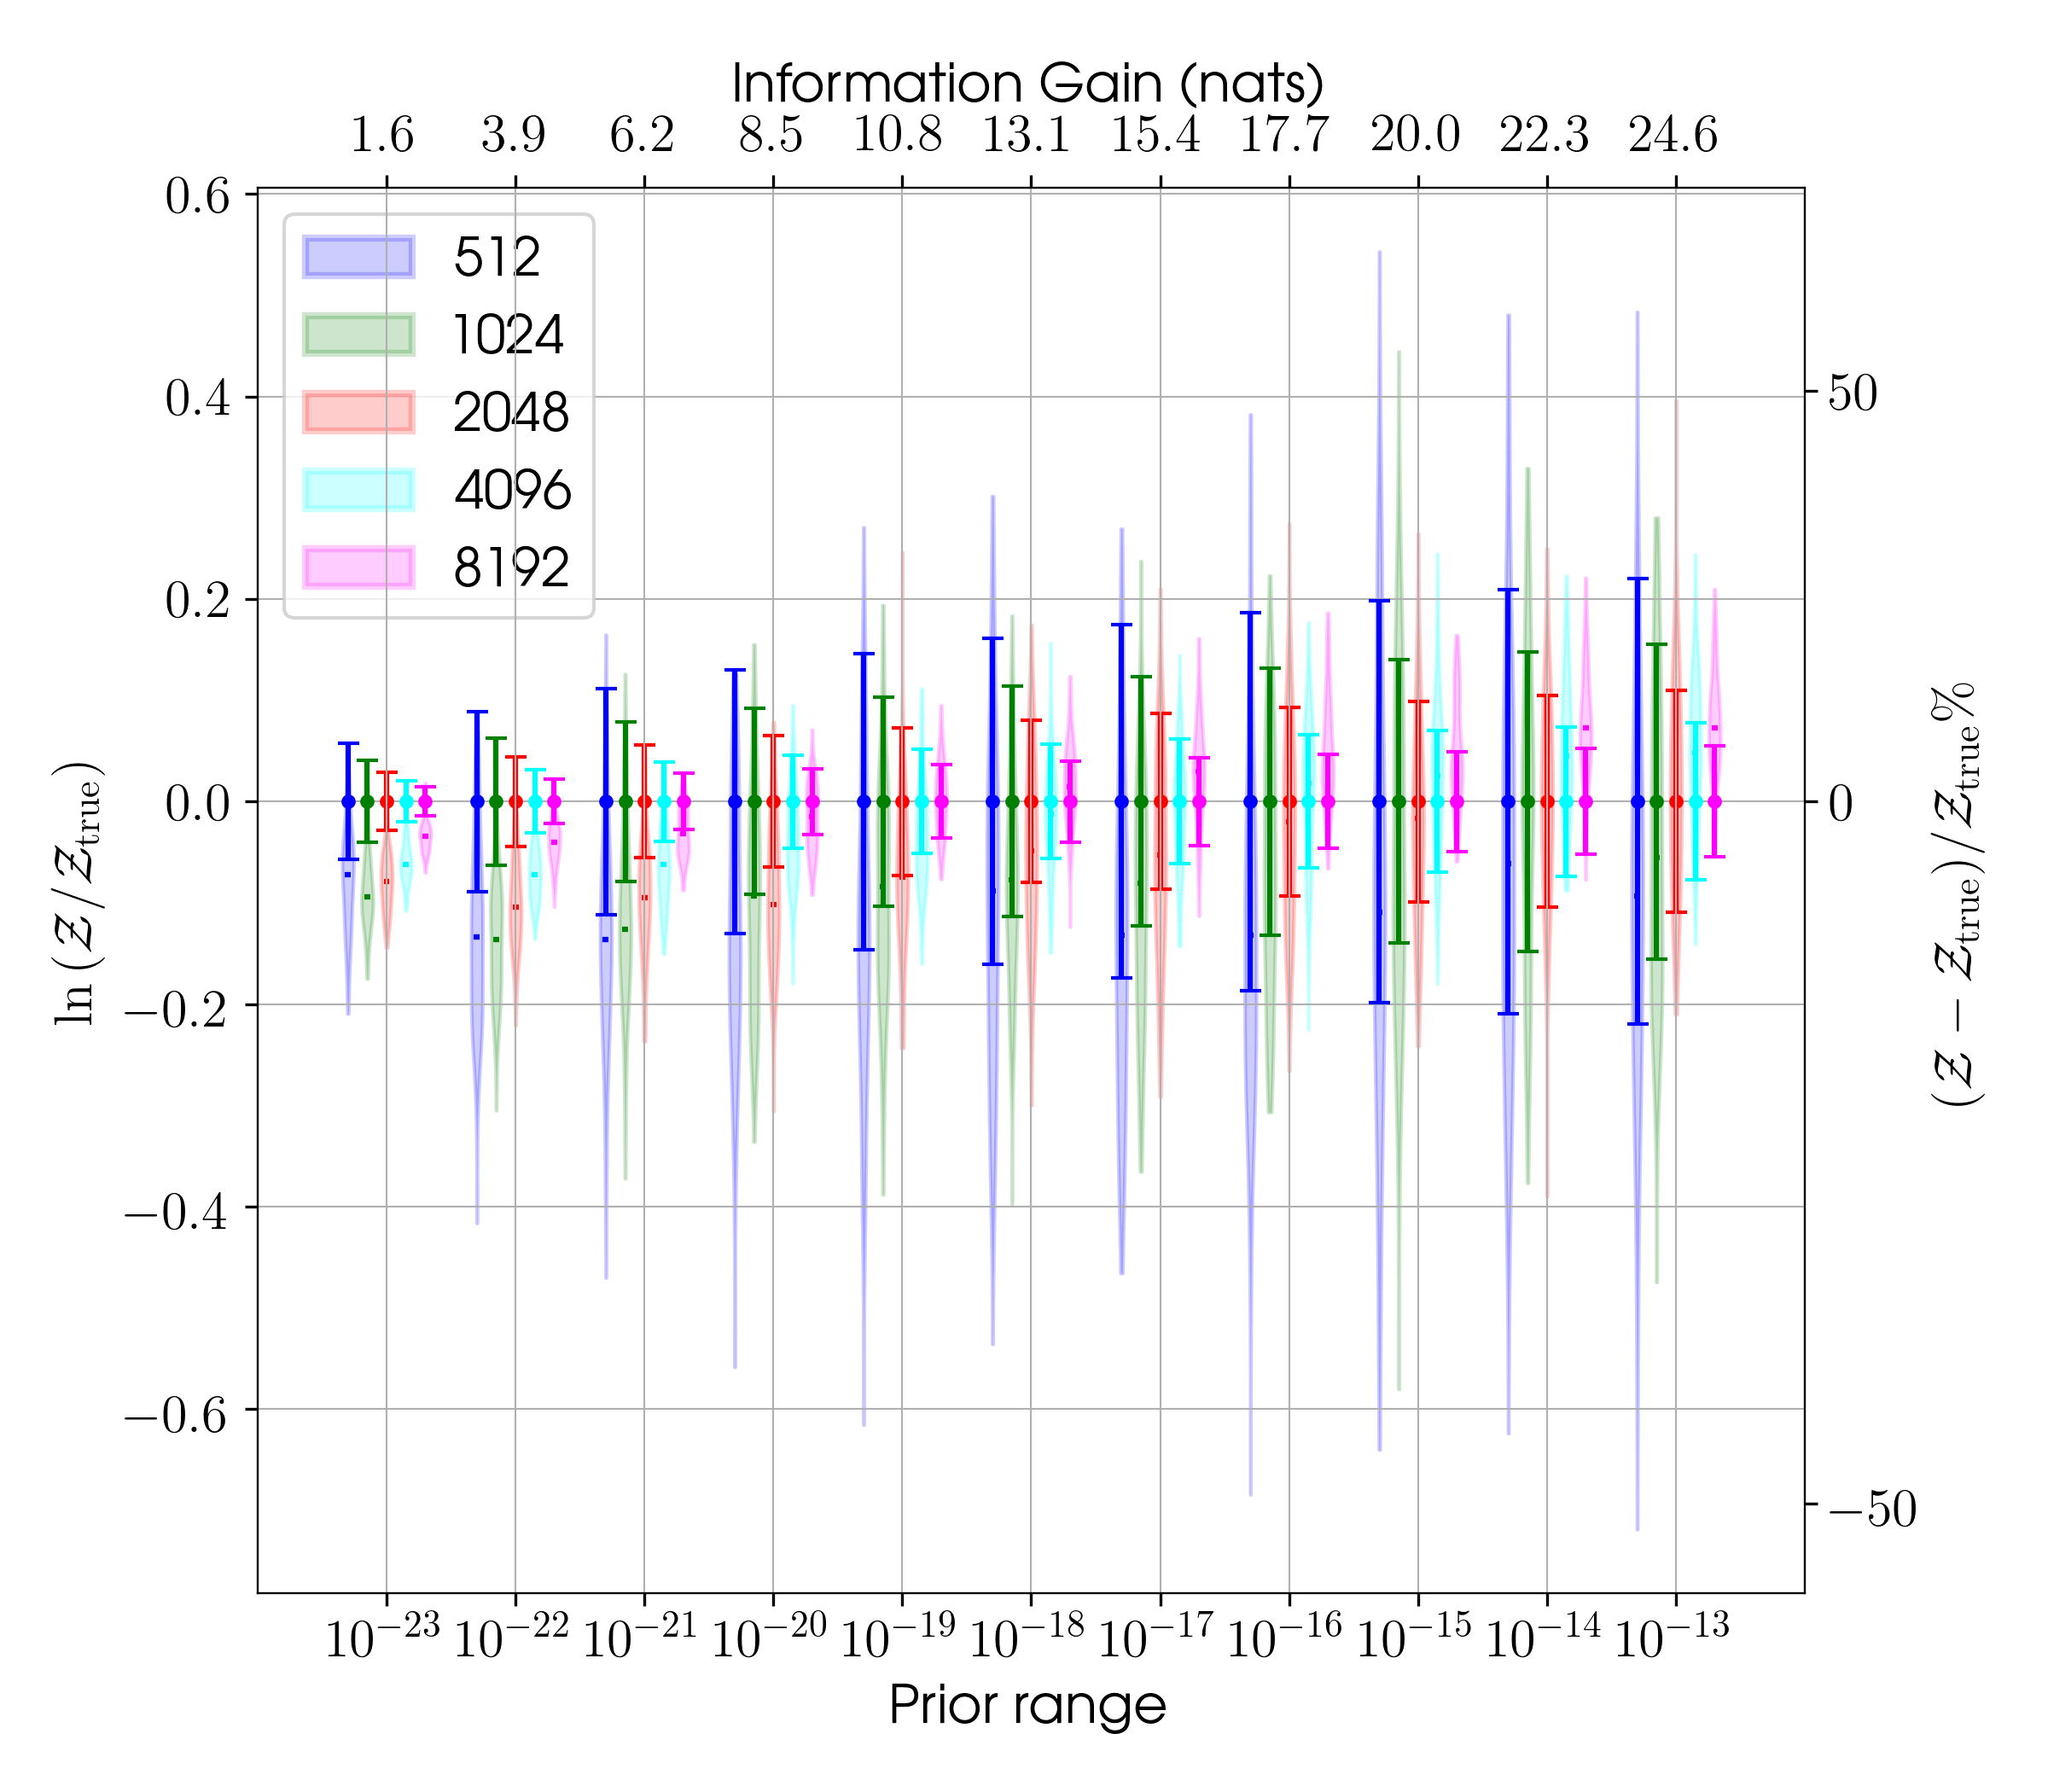 Information Gain (nats)
1.6 3.9 6.2 8.5 10.8 13.1 15.4 17.7 20.0 22.3 24.6
0.6
0.4
0.2
0.0
−0.2
−0.4
−0.6
ln (z/z_true)
512
1024
2048
4096
8192
50
0
−50
(z − z_true)/z_true%
10^−23 10^−22 10^−21 10^−20 10^−19 10^−18 10^−17 10^−16 10^−15 10^−14 10^−13
Prior range